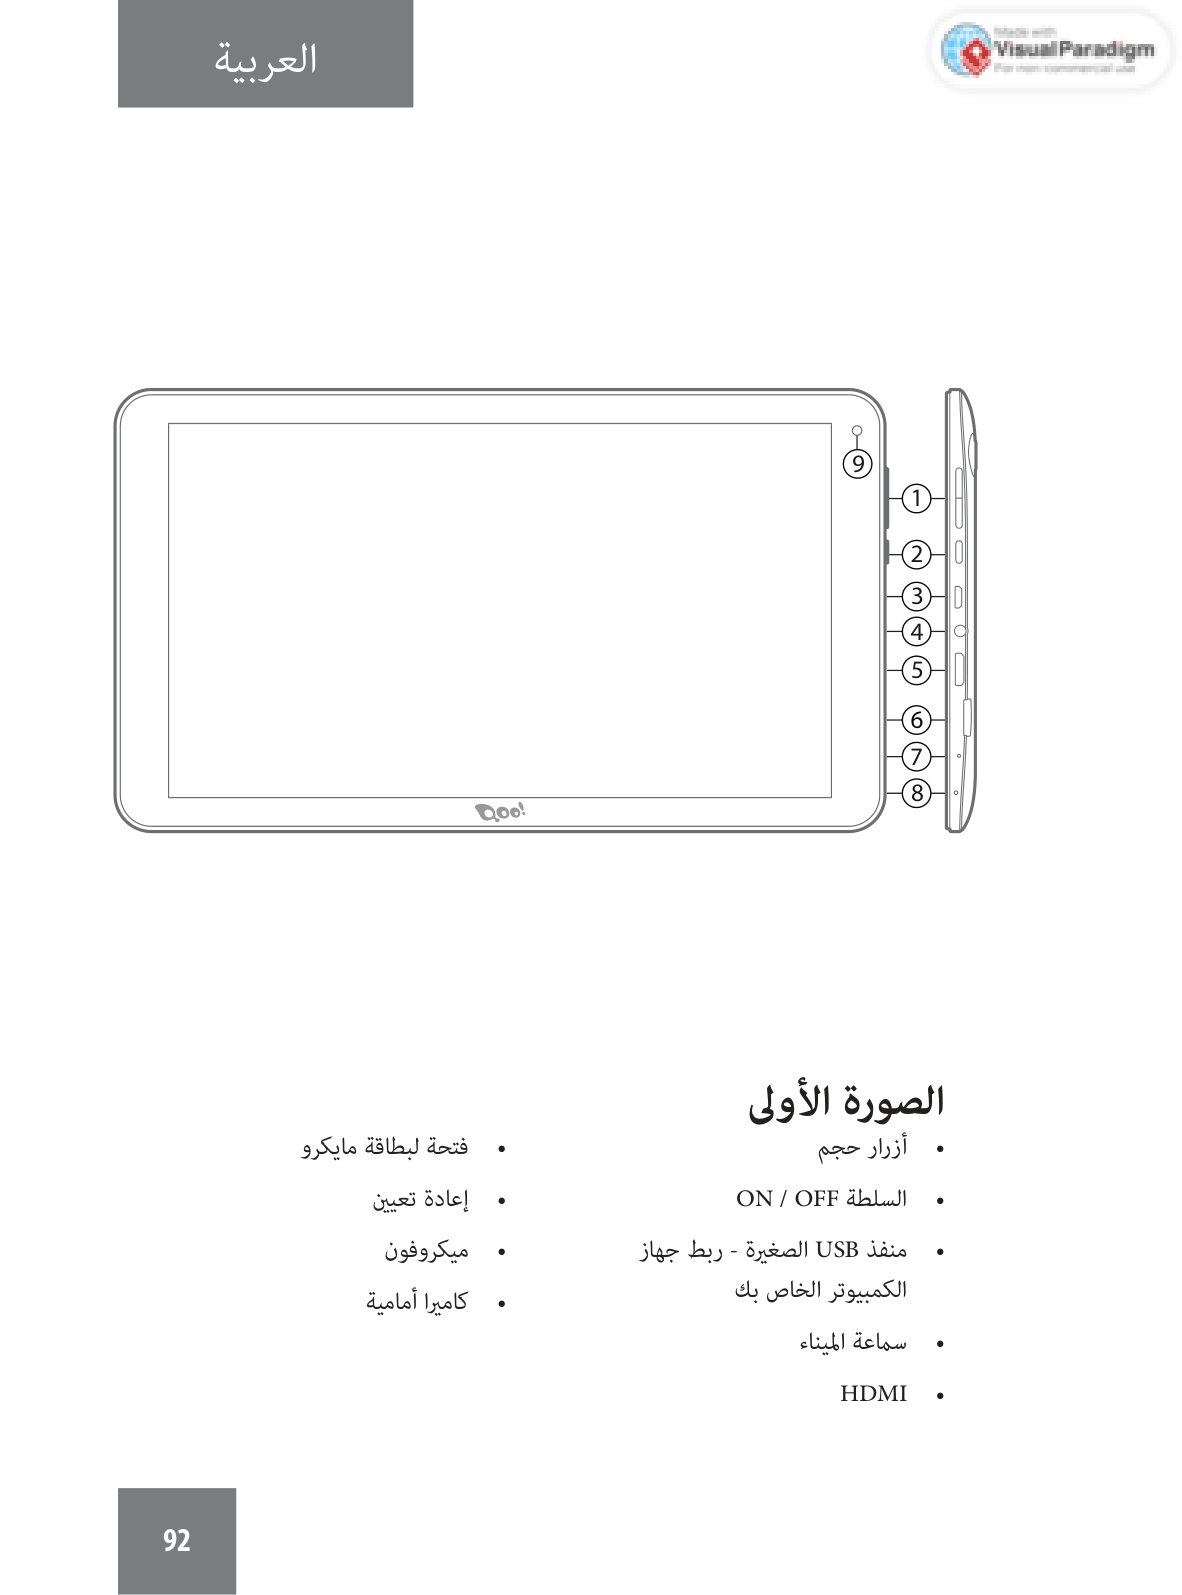 العربية
Made with
Visual Paradigm
For non-commercial use
9
1
2
3
4
5
6
7
8
Qoo!
الصورة الأولى
• أزرار حجم
• السلطة ON / OFF
• منفذ USB الصغيرة - ربط جهاز
الكمبيوتر الخاص بك
• سماعة الميناء
• HDMI
• فتحة لبطاقة مايكرو
• إعادة تعيين
• ميكروفون
• كاميرا أمامية
92